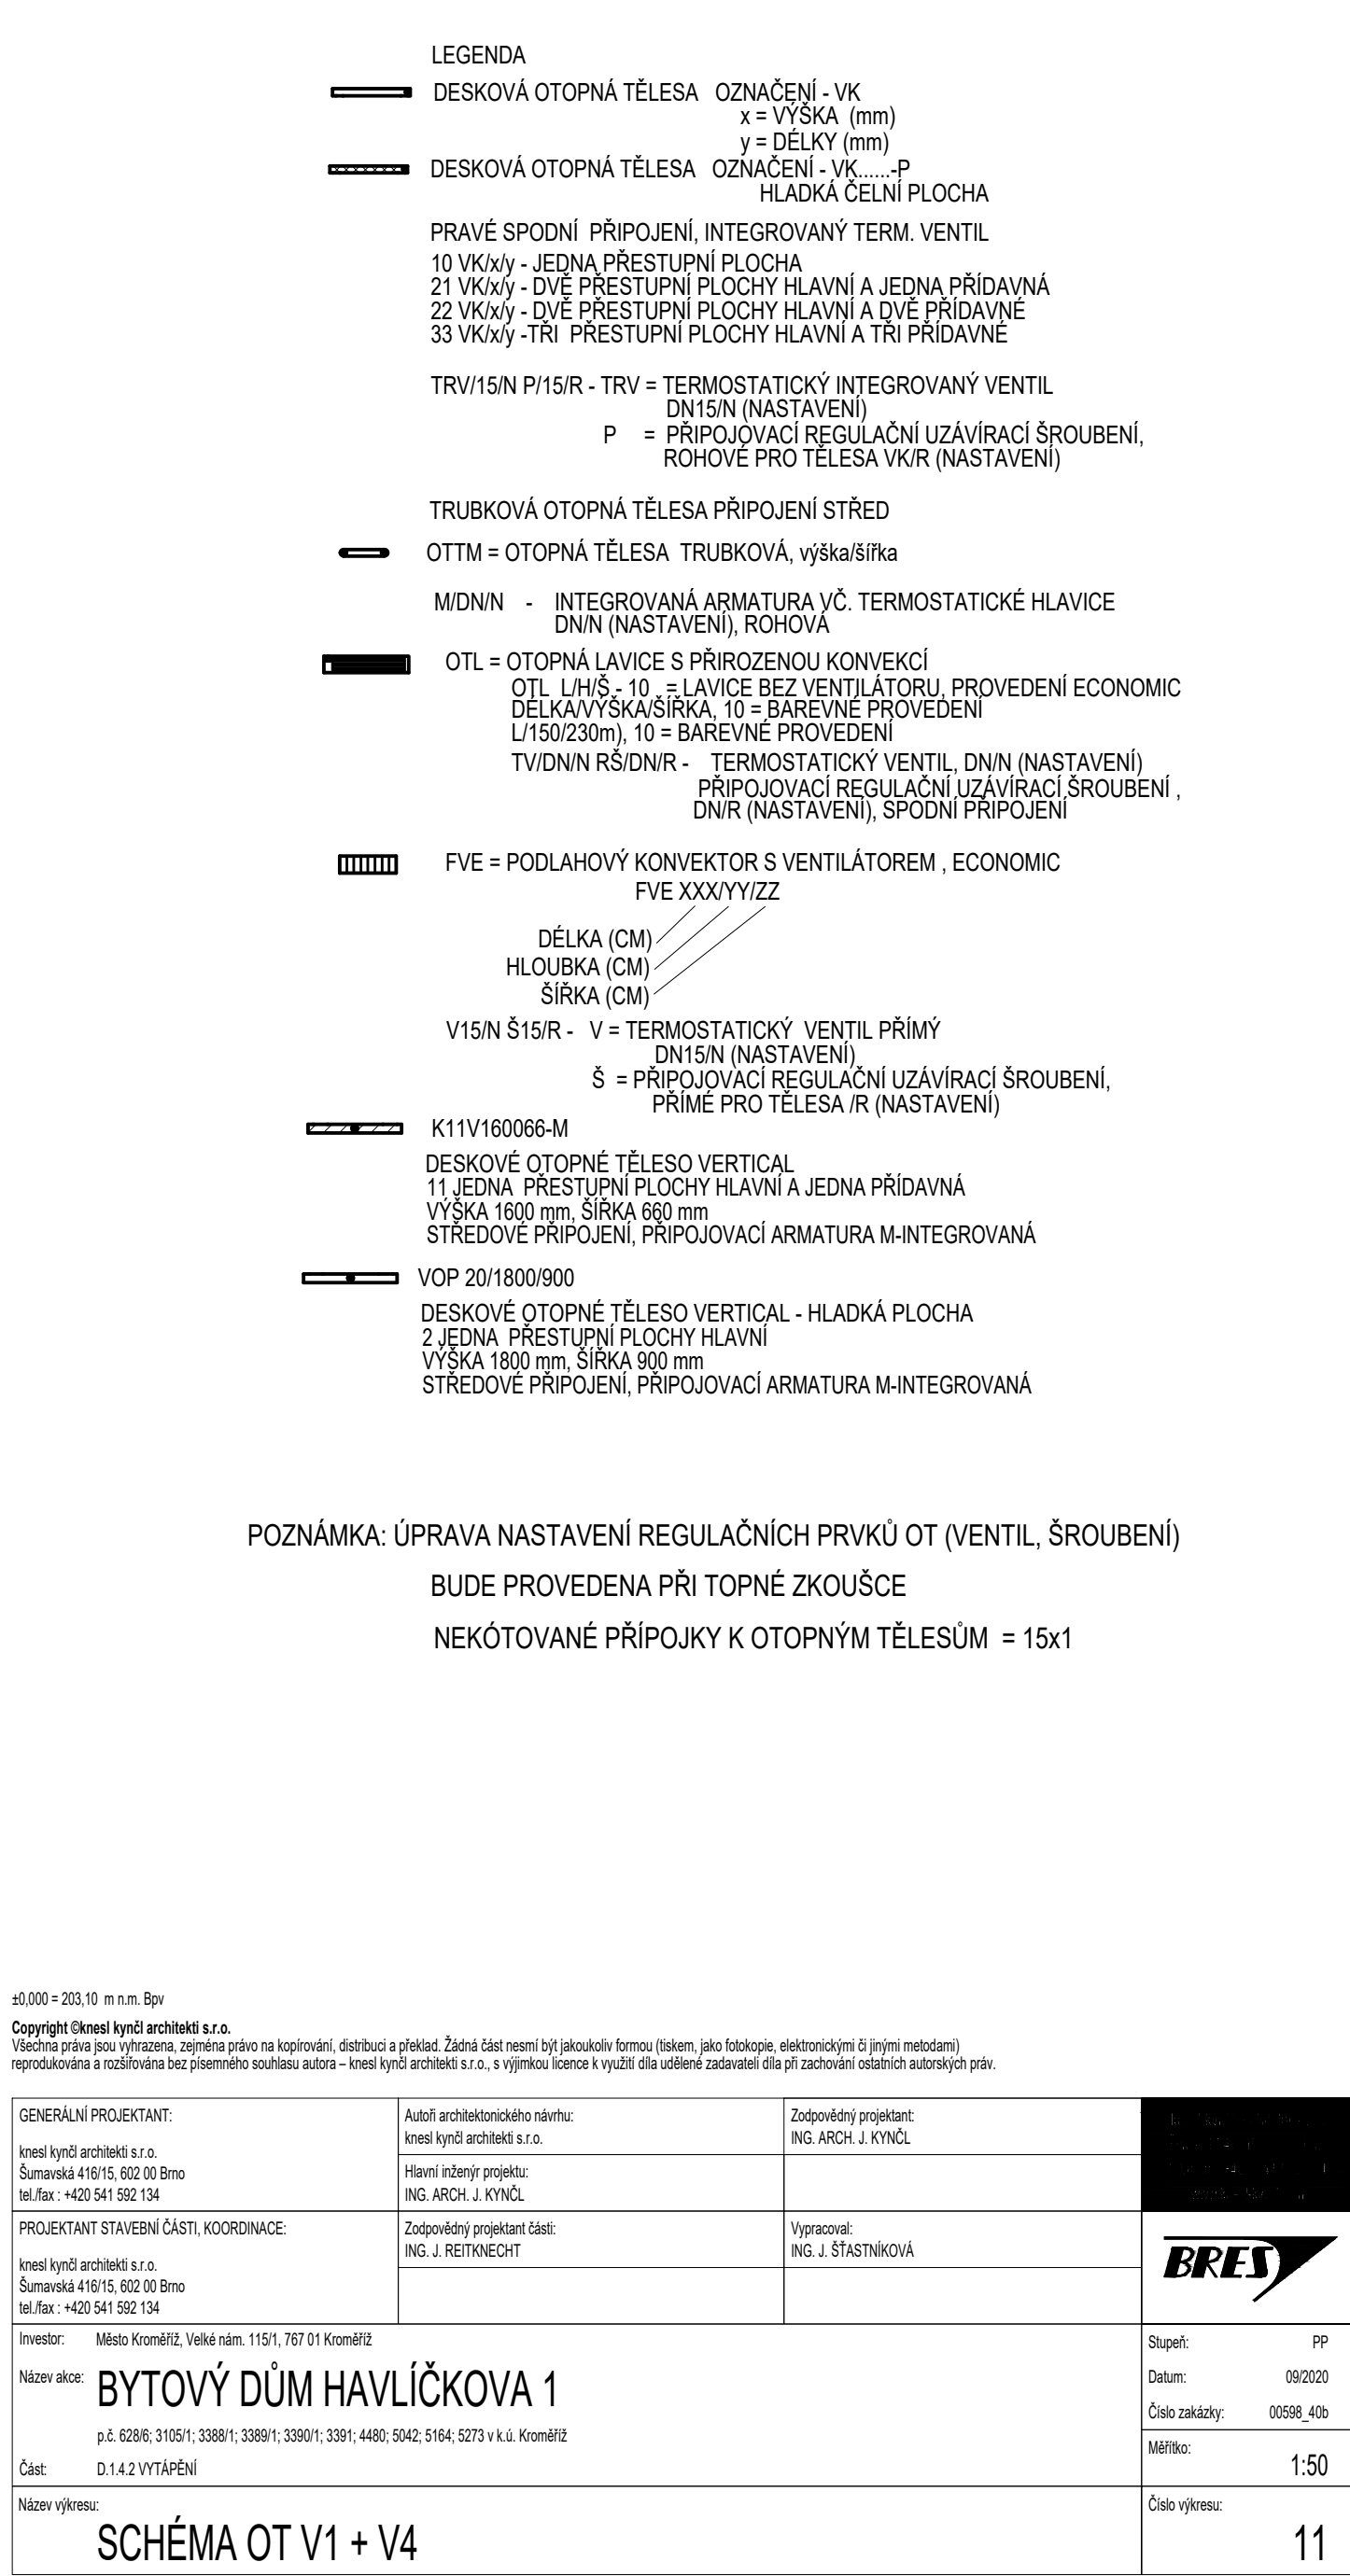 LEGENDA
DESKOVÁ OTOPNÁ TĚLESA OZNAČENÍ - VK
x = VÝŠKA (mm)
y = DÉLKY (mm)
DESKOVÁ OTOPNÁ TĚLESA OZNAČENÍ - VK......-P
HLADKÁ ČELNÍ PLOCHA
PRAVÉ SPODNÍ PŘIPOJENÍ, INTEGROVANÝ TERM. VENTIL
10 VK/x/y - JEDNA PŘESTUPNÍ PLOCHA
21 VK/x/y - DVĚ PŘESTUPNÍ PLOCHY HLAVNÍ A JEDNA PŘÍDAVNÁ
22 VK/x/y - DVĚ PŘESTUPNÍ PLOCHY HLAVNÍ A DVĚ PŘÍDAVNÉ
33 VK/x/y -TŘI PŘESTUPNÍ PLOCHY HLAVNÍ A TŘI PŘÍDAVNÉ
TRV/15/N P/15/R - TRV = TERMOSTATICKÝ INTEGROVANÝ VENTIL
DN15/N (NASTAVENÍ)
P = PŘIPOJOVACÍ REGULAČNÍ UZÁVÍRACÍ ŠROUBENÍ,
ROHOVÉ PRO TĚLESA VK/R (NASTAVENÍ)
TRUBKOVÁ OTOPNÁ TĚLESA PŘIPOJENÍ STŘED
OTTM = OTOPNÁ TĚLESA TRUBKOVÁ, výška/šířka
M/DN/N - INTEGROVANÁ ARMATURA VČ. TERMOSTATICKÉ HLAVICE
DN/N (NASTAVENÍ), ROHOVÁ
OTL = OTOPNÁ LAVICE S PŘIROZENOU KONVEKCÍ
OTL L/H/Š - 10 = LAVICE BEZ VENTILÁTORU, PROVEDENÍ ECONOMIC
DÉLKA/VÝŠKA/ŠÍŘKA, 10 = BAREVNÉ PROVEDENÍ
L/150/230m), 10 = BAREVNÉ PROVEDENÍ
TV/DN/N RŠ/DN/R - TERMOSTATICKÝ VENTIL, DN/N (NASTAVENÍ)
PŘIPOJOVACÍ REGULAČNÍ UZÁVÍRACÍ ŠROUBENÍ ,
DN/R (NASTAVENÍ), SPODNÍ PŘIPOJENÍ
FVE = PODLAHOVÝ KONVEKTOR S VENTILÁTOREM , ECONOMIC
FVE XXX/YY/ZZ
DÉLKA (CM)
HLOUBKA (CM)
ŠÍŘKA (CM)
V15/N Š15/R - V = TERMOSTATICKÝ VENTIL PŘÍMÝ
DN15/N (NASTAVENÍ)
Š = PŘIPOJOVACÍ REGULAČNÍ UZÁVÍRACÍ ŠROUBENÍ,
PŘÍMÉ PRO TĚLESA /R (NASTAVENÍ)
K11V160066-M
DESKOVÉ OTOPNÉ TĚLESO VERTICAL
11 JEDNA PŘESTUPNÍ PLOCHY HLAVNÍ A JEDNA PŘÍDAVNÁ
VÝŠKA 1600 mm, ŠÍŘKA 660 mm
STŘEDOVÉ PŘIPOJENÍ, PŘIPOJOVACÍ ARMATURA M-INTEGROVANÁ
VOP 20/1800/900
DESKOVÉ OTOPNÉ TĚLESO VERTICAL - HLADKÁ PLOCHA
2 JEDNA PŘESTUPNÍ PLOCHY HLAVNÍ
VÝŠKA 1800 mm, ŠÍŘKA 900 mm
STŘEDOVÉ PŘIPOJENÍ, PŘIPOJOVACÍ ARMATURA M-INTEGROVANÁ
POZNÁMKA: ÚPRAVA NASTAVENÍ REGULAČNÍCH PRVKŮ OT (VENTIL, ŠROUBENÍ)
BUDE PROVEDENA PŘI TOPNÉ ZKOUŠCE
NEKÓTOVANÉ PŘÍPOJKY K OTOPNÝM TĚLESŮM = 15x1
±0,000 = 203,10 m n.m. Bpv
Copyright ©knesl kynčl architekti s.r.o.
Všechna práva jsou vyhrazena, zejména právo na kopírování, distribuci a překlad. Žádná část nesmí být jakoukoliv formou (tiskem, jako fotokopie, elektronickými či jinými metodami)
reprodukována a rozšiřována bez písemného souhlasu autora – knesl kynčl architekti s.r.o., s výjimkou licence k využití díla udělené zadavateli díla při zachování ostatních autorských práv.
GENERÁLNÍ PROJEKTANT:
knesl kynčl architekti s.r.o.
Šumavská 416/15, 602 00 Brno
tel./fax : +420 541 592 134
Autoři architektonického návrhu:
knesl kynčl architekti s.r.o.
Zodpovědný projektant:
ING. ARCH. J. KYNČL
Hlavní inženýr projektu:
ING. ARCH. J. KYNČL
PROJEKTANT STAVEBNÍ ČÁSTI, KOORDINACE:
knesl kynčl architekti s.r.o.
Šumavská 416/15, 602 00 Brno
tel./fax : +420 541 592 134
Zodpovědný projektant části:
ING. J. REITKNECHT
Vypracoval:
ING. J. ŠŤASTNÍKOVÁ
BRES
Investor: Město Kroměříž, Velké nám. 115/1, 767 01 Kroměříž
Název akce: BYTOVÝ DŮM HAVLÍČKOVA 1
p.č. 628/6; 3105/1; 3388/1; 3389/1; 3390/1; 3391; 4480; 5042; 5164; 5273 v k.ú. Kroměříž
Část: D.1.4.2 VYTÁPĚNÍ
Stupeň: PP
Datum: 09/2020
Číslo zakázky: 00598_40b
Měřítko: 1:50
Název výkresu:
SCHÉMA OT V1 + V4
Číslo výkresu:
11